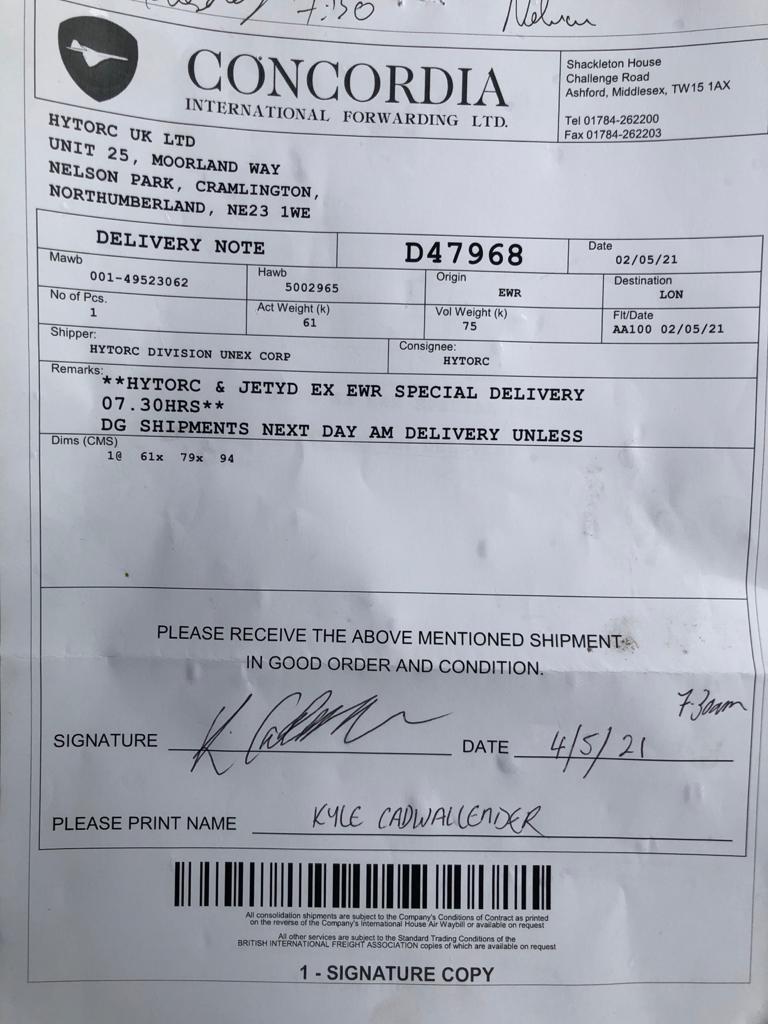 7:30
CONCORDIA
INTERNATIONAL FORWARDING LTD.
Shackleton House
Challenge Road
Ashford, Middlesex, TW15 1AX
Tel 01784-262200
Fax 01784-262203
HYTORC UK LTD
UNIT 25, MOORLAND WAY
NELSON PARK, CRAMLINGTON,
NORTHUMBERLAND, NE23 1WE
DELIVERY NOTE
D47968
Date
02/05/21
Mawb
001-49523062
Hawb
5002965
Origin
EWR
Destination
LON
No of Pcs.
1
Act Weight (k)
61
Vol Weight (k)
75
Flt/Date
AA100 02/05/21
Shipper:
HYTORC DIVISION UNEX CORP
Consignee:
HYTORC
Remarks:
**HYTORC & JETYD EX EWR SPECIAL DELIVERY
07.30HRS**
DG SHIPMENTS NEXT DAY AM DELIVERY UNLESS
Dims (CMS)
1@ 61x 79x 94
PLEASE RECEIVE THE ABOVE MENTIONED SHIPMENT
IN GOOD ORDER AND CONDITION.
7.30am
SIGNATURE
DATE 4/5/21
PLEASE PRINT NAME KYLE CADWALLENDER
All consolidation shipments are subject to the Company's Conditions of Contract as printed
on the reverse of the Company's International House Air Waybill or available on request
All other services are subject to the Standard Trading Conditions of the
BRITISH INTERNATIONAL FREIGHT ASSOCIATION copies of which are available on request
1 - SIGNATURE COPY